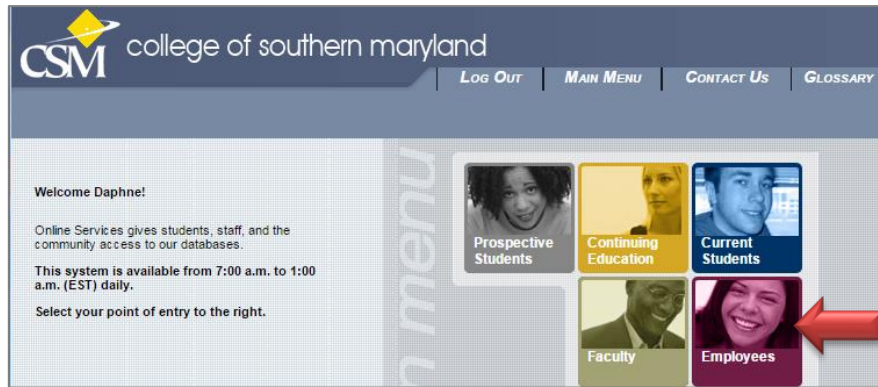 CSM college of southern maryland
LOG OUT MAIN MENU CONTACT US GLOSSARY
Welcome Daphne!
Online Services gives students, staff, and the
community access to our databases.
This system is available from 7:00 a.m. to 1:00
a.m. (EST) daily.
Select your point of entry to the right.
n menu
Prospective
Students
Continuing
Education
Current
Students
Faculty
Employees